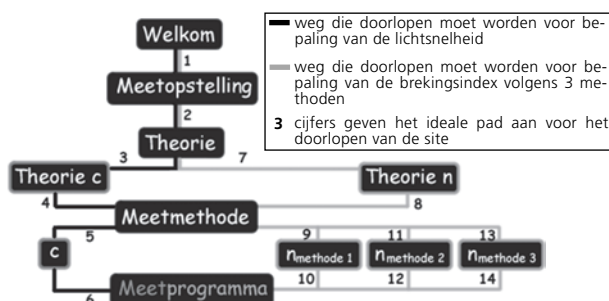 Welkom
weg die doorlopen moet worden voor be-
paling van de lichtsnelheid
weg die doorlopen moet worden voor be-
paling van de brekingsindex volgens 3 me-
thoden
3 cijfers geven het ideale pad aan voor het
doorlopen van de site
1
Meetopstelling
2
Theorie
3 7
Theorie c Theorie n
4 8
Meetmethode
5 9 11 13
c n methode 1 n methode 2 n methode 3
10 12 14
6 Meetprogramma